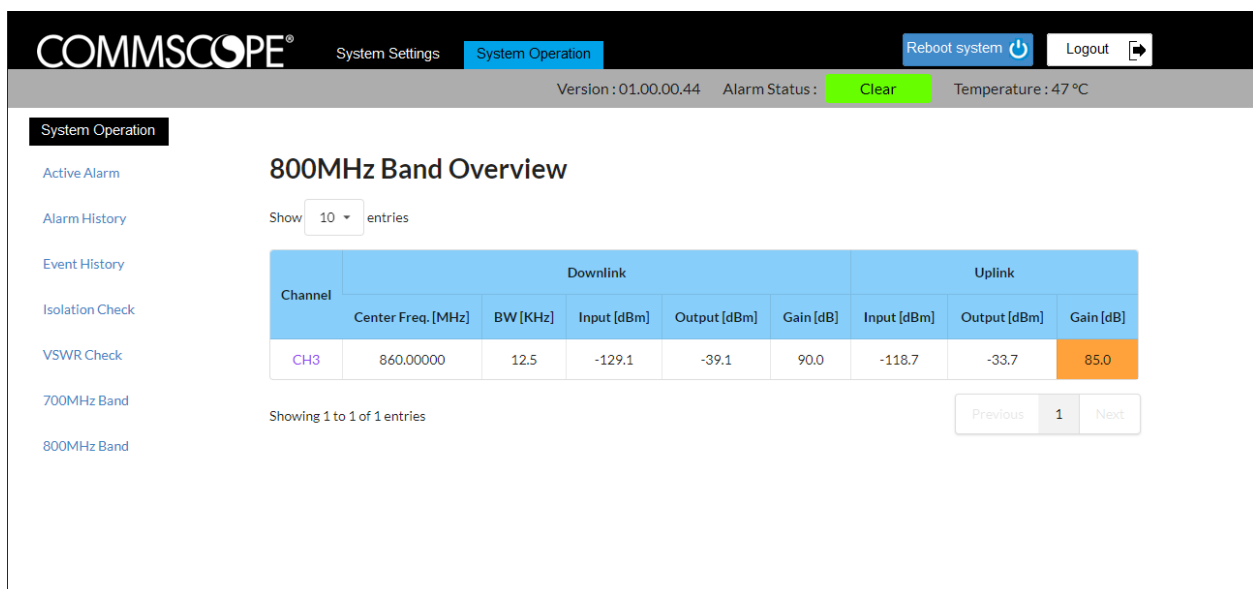 COMMSCOPE® System Settings System Operation Reboot system Logout
Version : 01.00.00.44 Alarm Status : Clear Temperature : 47 ºC
System Operation
Active Alarm
Alarm History
Event History
Isolation Check
VSWR Check
700MHz Band
800MHz Band
800MHz Band Overview
Show 10 entries
Channel Downlink Uplink
Center Freq. [MHz] BW [KHz] Input [dBm] Output [dBm] Gain [dB] Input [dBm] Output [dBm] Gain [dB]
CH3 860.00000 12.5 -129.1 -39.1 90.0 -118.7 -33.7 85.0
Showing 1 to 1 of 1 entries
Previous 1 Next